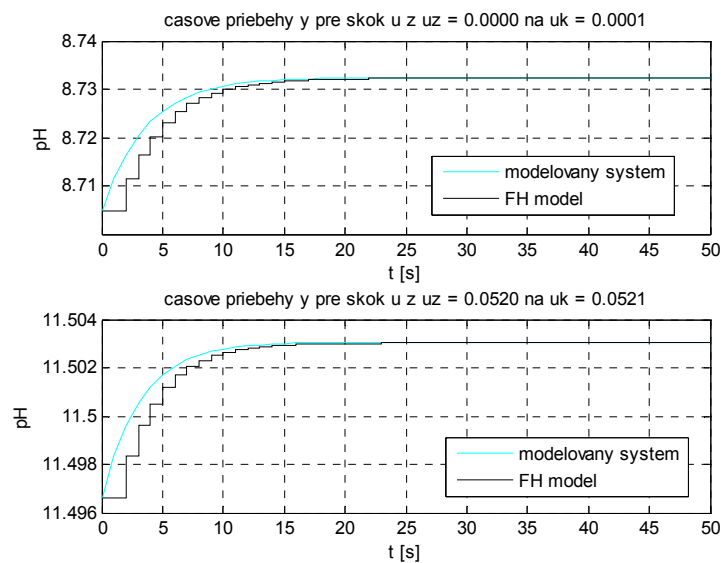 casove priebehy y pre skok u z uz = 0.0000 na uk = 0.0001
8.74
8.73
8.72
8.71
pH
modelovany system
FH model
0 5 10 15 20 25 30 35 40 45 50
t [s]
casove priebehy y pre skok u z uz = 0.0520 na uk = 0.0521
11.504
11.502
11.5
11.498
11.496
pH
modelovany system
FH model
0 5 10 15 20 25 30 35 40 45 50
t [s]